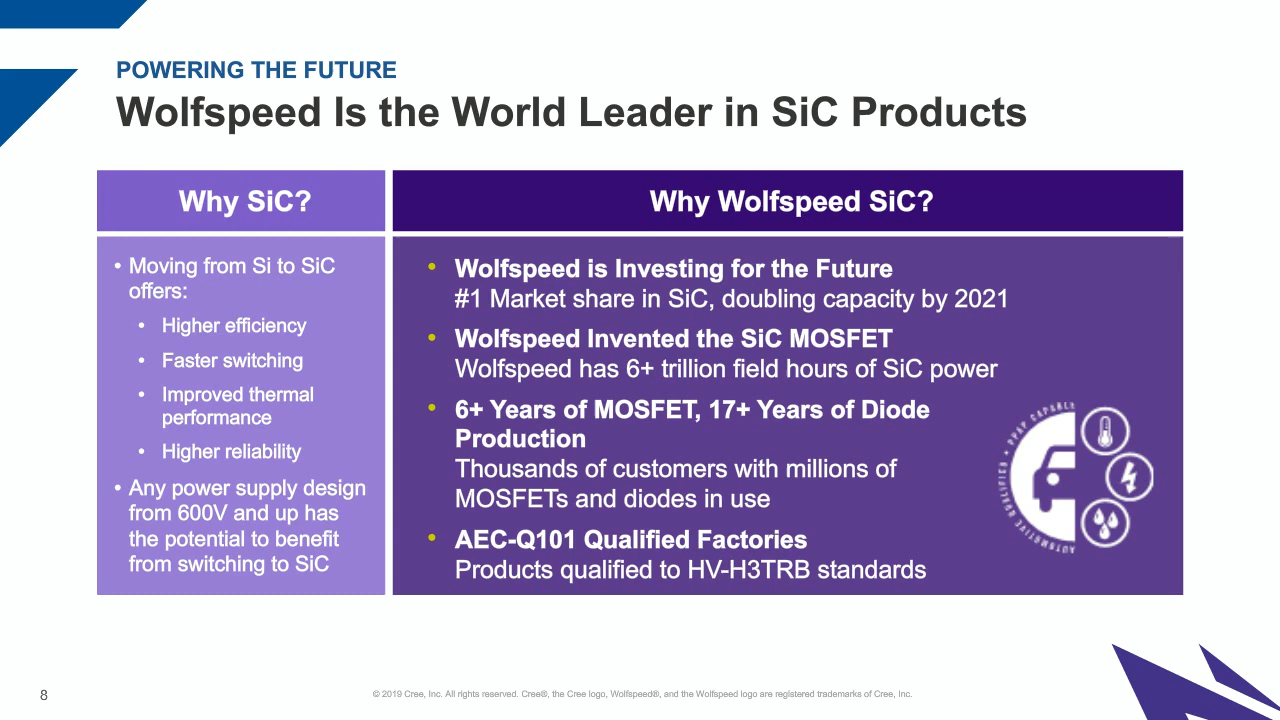 POWERING THE FUTURE
Wolfspeed Is the World Leader in SiC Products
Why SiC?
• Moving from Si to SiC
offers:
• Higher efficiency
• Faster switching
• Improved thermal
performance
• Higher reliability
• Any power supply design
from 600V and up has
the potential to benefit
from switching to SiC
Why Wolfspeed SiC?
• Wolfspeed is Investing for the Future
#1 Market share in SiC, doubling capacity by 2021
• Wolfspeed Invented the SiC MOSFET
Wolfspeed has 6+ trillion field hours of SiC power
• 6+ Years of MOSFET, 17+ Years of Diode
Production
Thousands of customers with millions of
MOSFETs and diodes in use
• AEC-Q101 Qualified Factories
Products qualified to HV-H3TRB standards
AUTOMOTIVE QUALIFIED • PPAP CAPABLE
8
© 2019 Cree, Inc. All rights reserved. Cree®, the Cree logo, Wolfspeed®, and the Wolfspeed logo are registered trademarks of Cree, Inc.